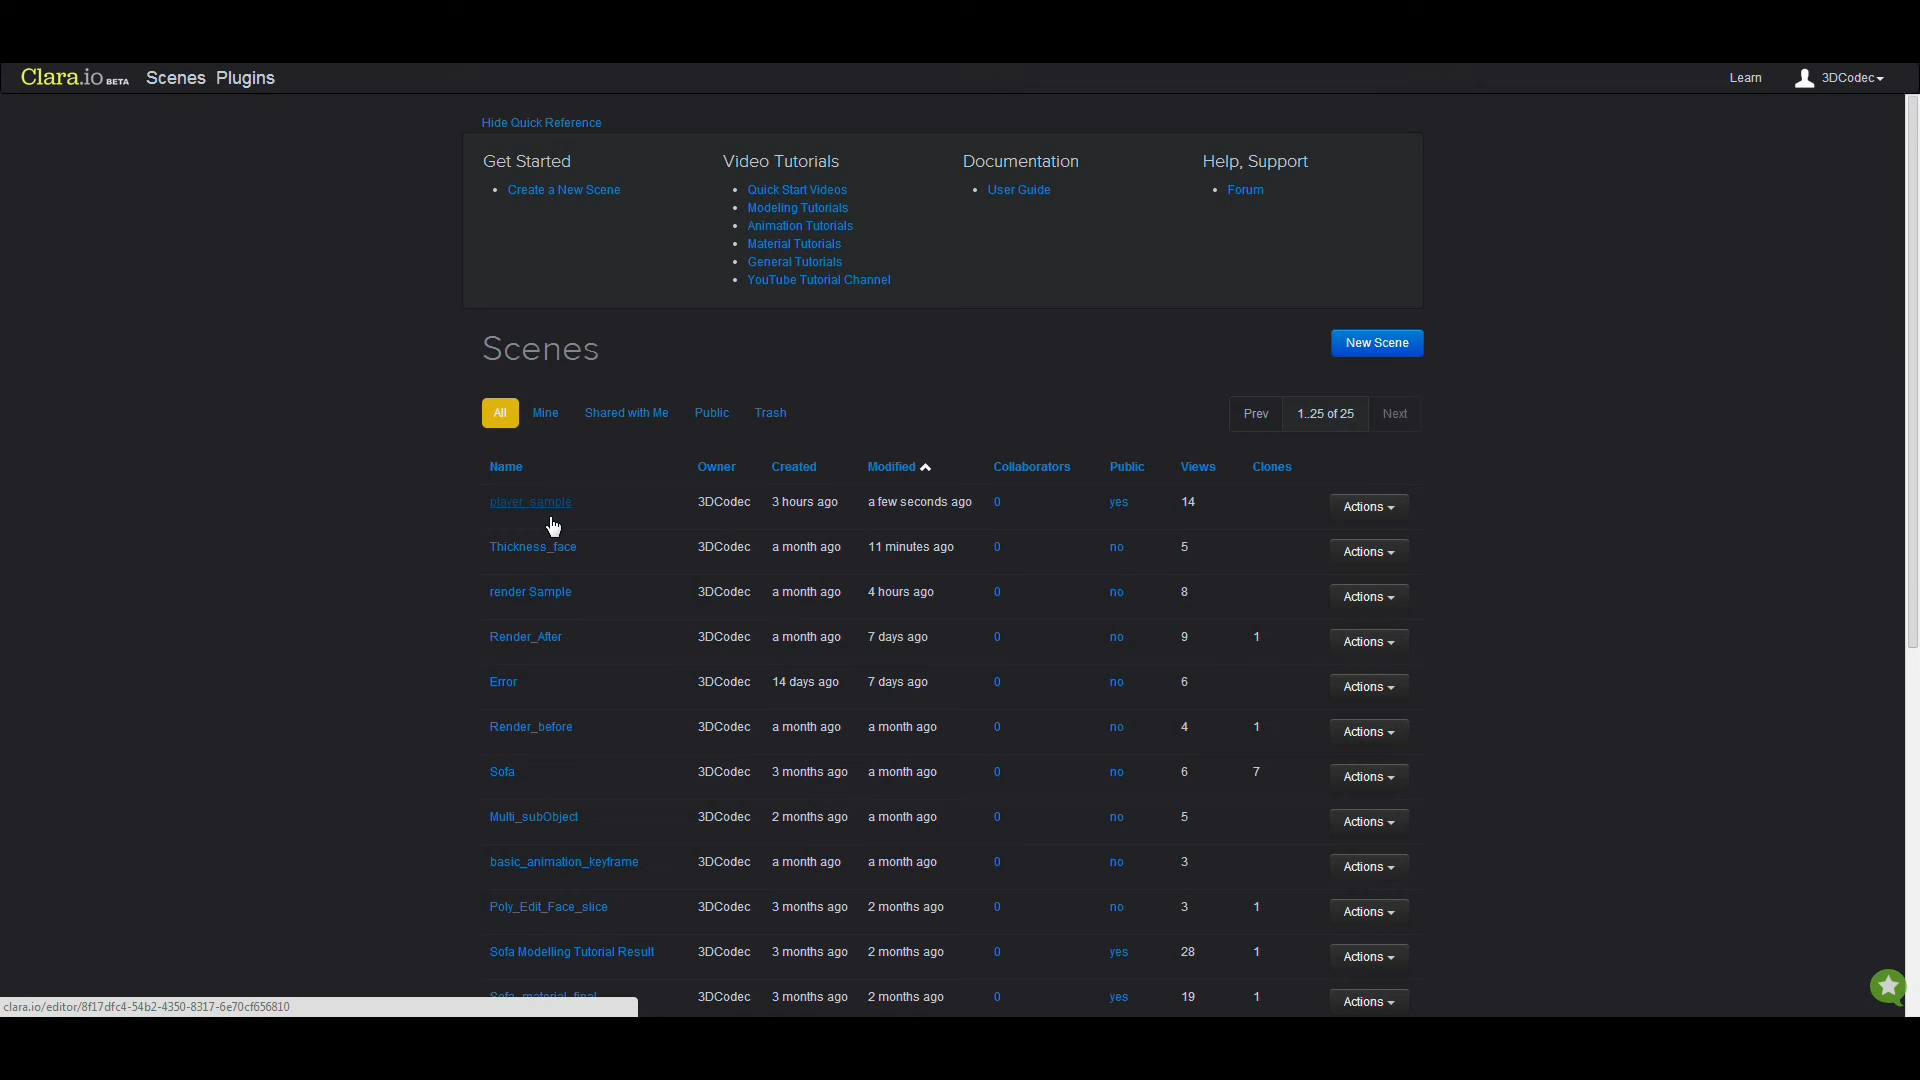 Clara.io BETA Scenes Plugins Learn 3DCodec
Hide Quick Reference
Get Started Video Tutorials Documentation Help, Support
Create a New Scene Quick Start Videos User Guide Forum
Modeling Tutorials
Animation Tutorials
Material Tutorials
General Tutorials
YouTube Tutorial Channel
Scenes New Scene
All Mine Shared with Me Public Trash Prev 1..25 of 25 Next
Name Owner Created Modified Collaborators Public Views Clones
player_sample 3DCodec 3 hours ago a few seconds ago 0 yes 14 Actions
Thickness_face 3DCodec a month ago 11 minutes ago 0 no 5 Actions
render Sample 3DCodec a month ago 4 hours ago 0 no 8 Actions
Render_After 3DCodec a month ago 7 days ago 0 no 9 1 Actions
Error 3DCodec 14 days ago 7 days ago 0 no 6 Actions
Render_before 3DCodec a month ago a month ago 0 no 4 1 Actions
Sofa 3DCodec 3 months ago a month ago 0 no 6 7 Actions
Multi_subObject 3DCodec 2 months ago a month ago 0 no 5 Actions
basic_animation_keyframe 3DCodec a month ago a month ago 0 no 3 Actions
Poly_Edit_Face_slice 3DCodec 3 months ago 2 months ago 0 no 3 1 Actions
Sofa Modelling Tutorial Result 3DCodec 3 months ago 2 months ago 0 yes 28 1 Actions
Sofa_material_final 3DCodec 3 months ago 2 months ago 0 yes 19 1 Actions
clara.io/editor/8f17dfc4-54b2-4350-8317-6e70cf656810